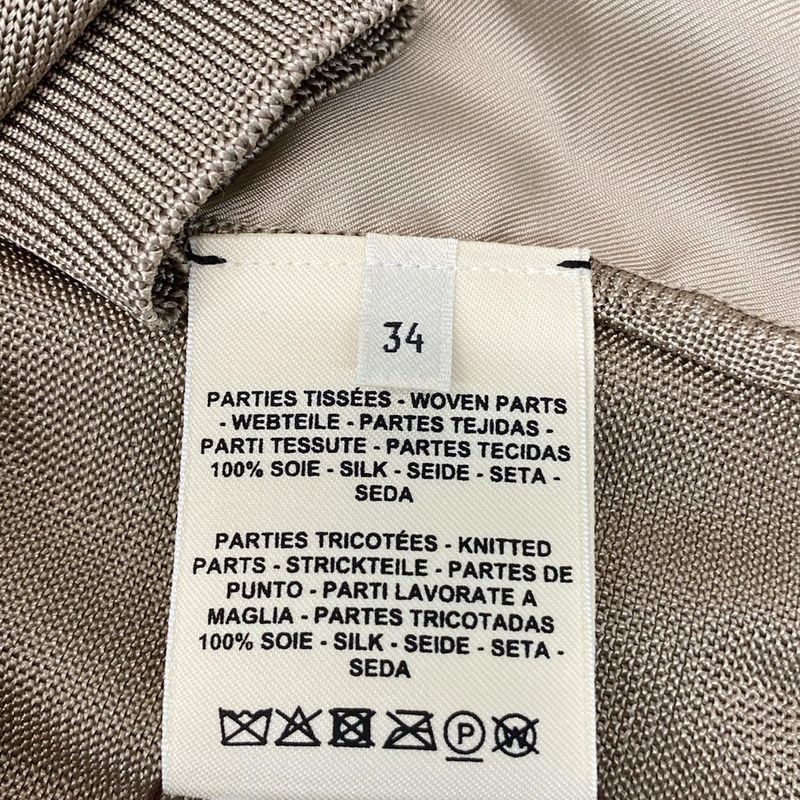 34
PARTIES TISSÉES - WOVEN PARTS
- WEBTEILE - PARTES TEJIDAS -
PARTI TESSUTE - PARTES TECIDAS
100% SOIE - SILK - SEIDE - SETA -
SEDA
PARTIES TRICOTÉES - KNITTED
PARTS - STRICKTEILE - PARTES DE
PUNTO - PARTI LAVORATE A
MAGLIA - PARTES TRICOTADAS
100% SOIE - SILK - SEIDE - SETA -
SEDA
P W